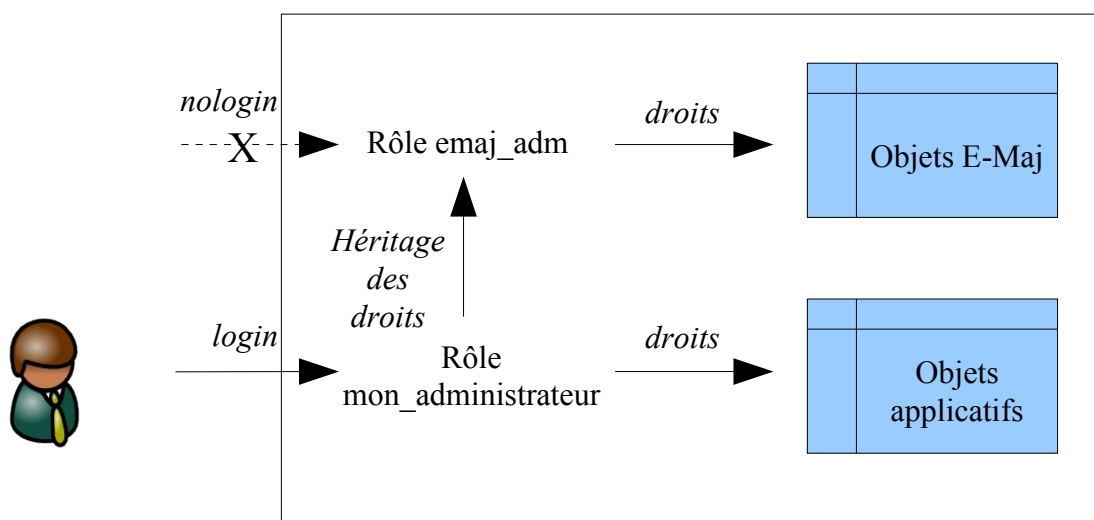 nologin
X
Rôle emaj_adm
droits
Objets E-Maj
Héritage
des
droits
login
Rôle
mon_administrateur
droits
Objets
applicatifs